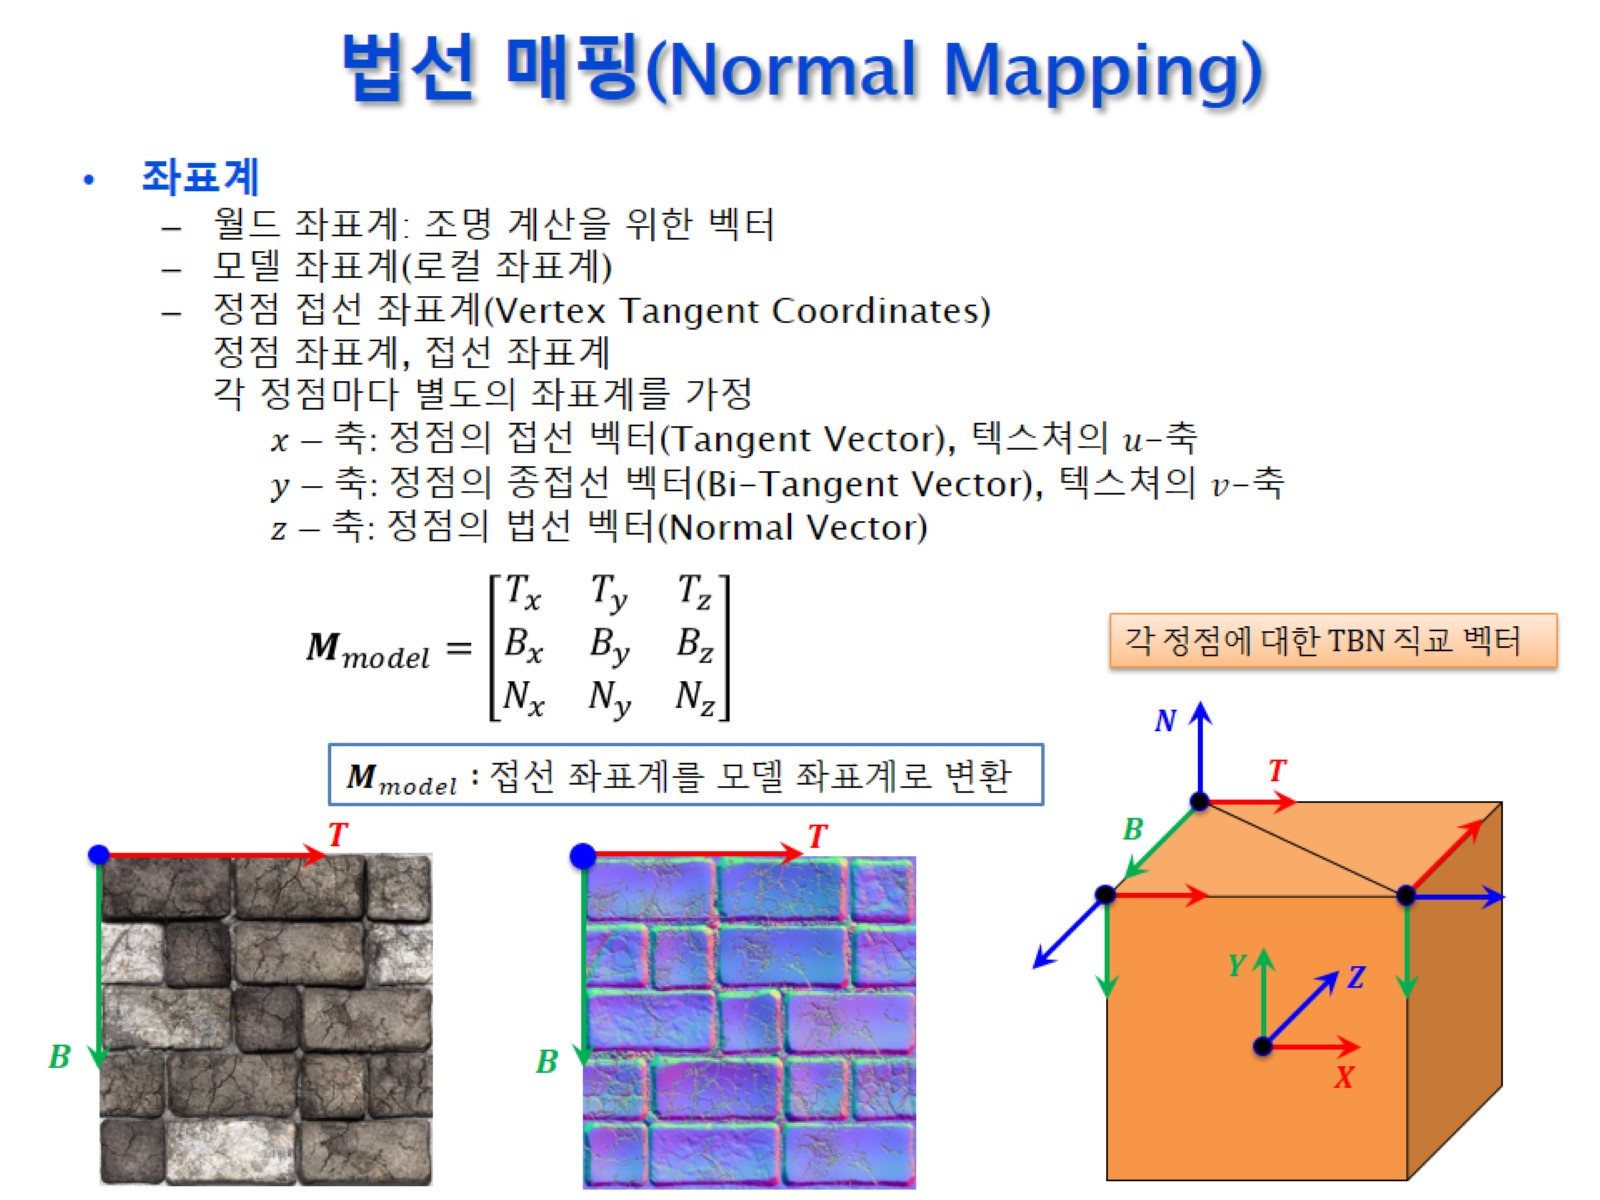 법선 매핑(Normal Mapping)
• 좌표계
– 월드 좌표계: 조명 계산을 위한 벡터
– 모델 좌표계(로컬 좌표계)
– 정점 접선 좌표계(Vertex Tangent Coordinates)
정점 좌표계, 접선 좌표계
각 정점마다 별도의 좌표계를 가정
x – 축: 정점의 접선 벡터(Tangent Vector), 텍스쳐의 u-축
y – 축: 정점의 종접선 벡터(Bi-Tangent Vector), 텍스쳐의 v-축
z – 축: 정점의 법선 벡터(Normal Vector)
M_model = [T_x T_y T_z
B_x B_y B_z
N_x N_y N_z]
M_model : 접선 좌표계를 모델 좌표계로 변환
각 정점에 대한 TBN 직교 벡터
T
B
T
B
N
T
B
Y
Z
X